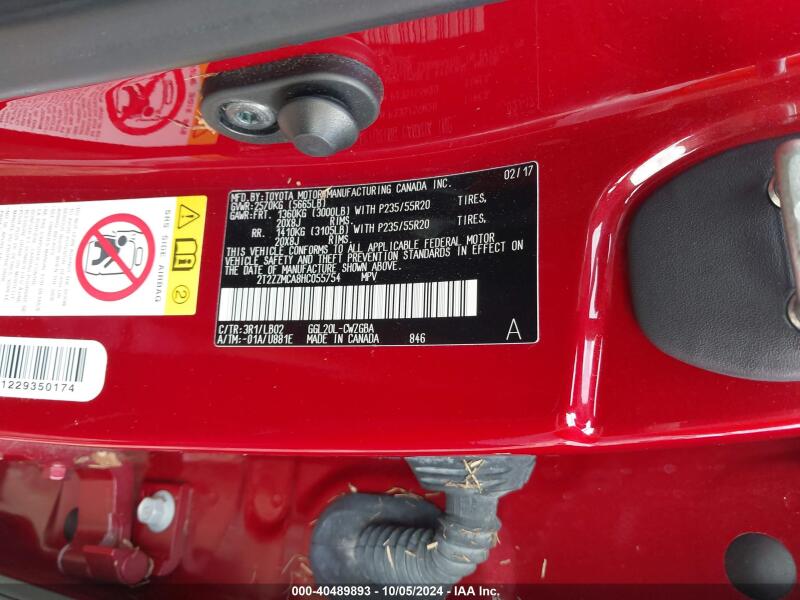 MFD.BY:TOYOTA MOTOR MANUFACTURING CANADA INC. 02/17
GVWR:2570KG (5665LB)
GAWR:FRT. 1360KG (3000LB) WITH P235/55R20 TIRES,
20X8J RIMS
RR. 1410KG (3105LB) WITH P235/55R20 TIRES,
20X8J RIMS
THIS VEHICLE CONFORMS TO ALL APPLICABLE FEDERAL MOTOR
VEHICLE SAFETY AND THEFT PREVENTION STANDARDS IN EFFECT
ON THE DATE OF MANUFACTURE SHOWN ABOVE.
2T2ZZMCA8HC055754 MPV
C/TR:3R1/LB02 GGL20L-CWZGBA
A/TM:-01A/U881E MADE IN CANADA 846 A
SRS SIDE AIRBAG
2
1229350174
000-40489893 - 10/05/2024 - IAA Inc.